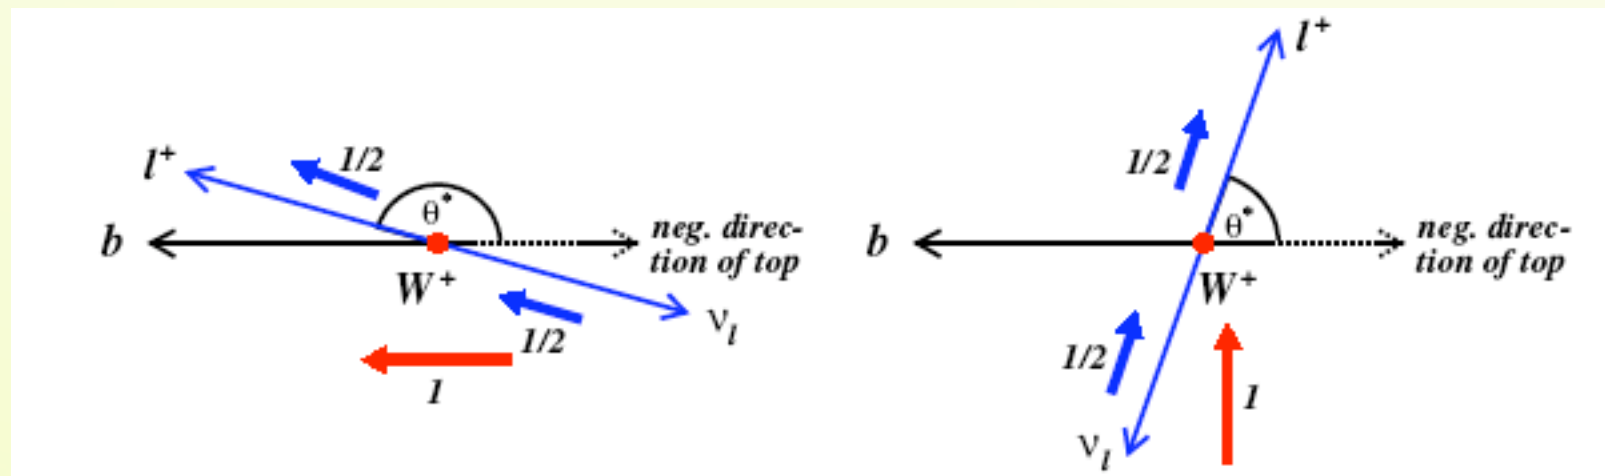 l⁺
1/2
θ*
b
neg. direc-
tion of top
W⁺
1/2
ν_l
1
l⁺
1/2
θ*
b
neg. direc-
tion of top
W⁺
1/2
1
ν_l